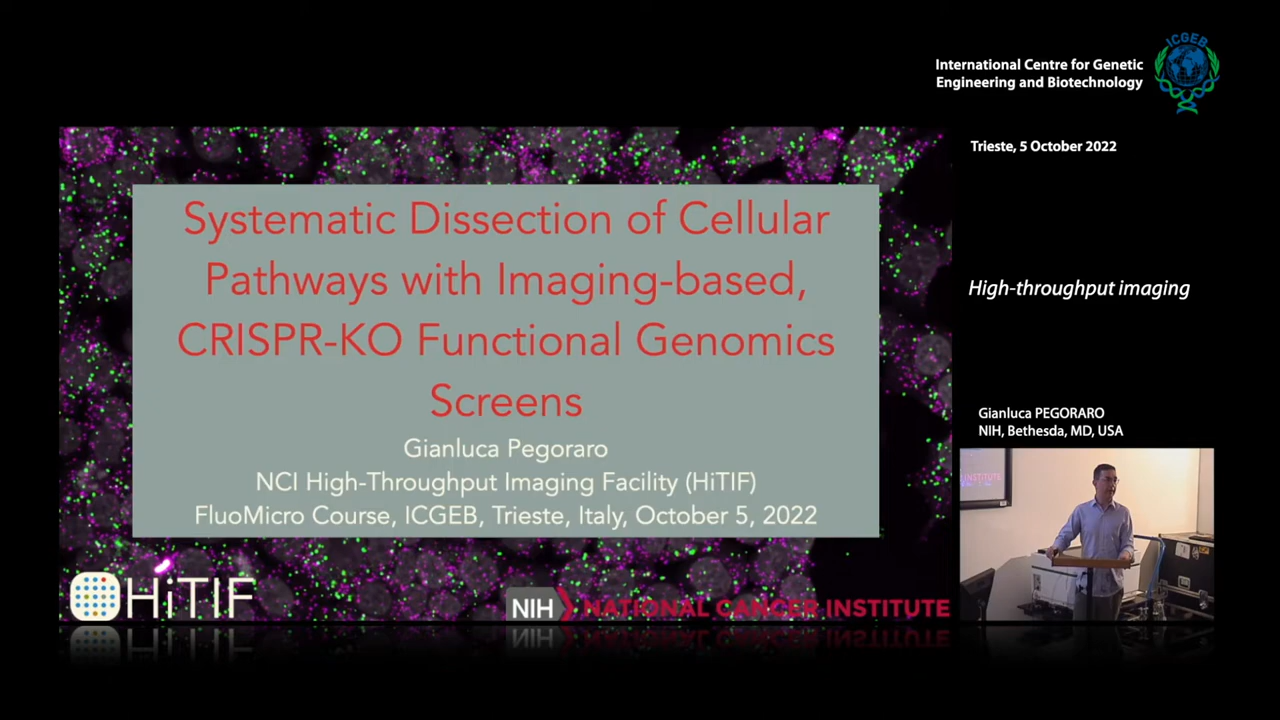 ICGEB
International Centre for Genetic
Engineering and Biotechnology
Trieste, 5 October 2022
Systematic Dissection of Cellular
Pathways with Imaging-based,
CRISPR-KO Functional Genomics
Screens
Gianluca Pegoraro
NCI High-Throughput Imaging Facility (HiTIF)
FluoMicro Course, ICGEB, Trieste, Italy, October 5, 2022
HiTIF
NIH NATIONAL CANCER INSTITUTE
High-throughput imaging
Gianluca PEGORARO
NIH, Bethesda, MD, USA
INSTITUTE